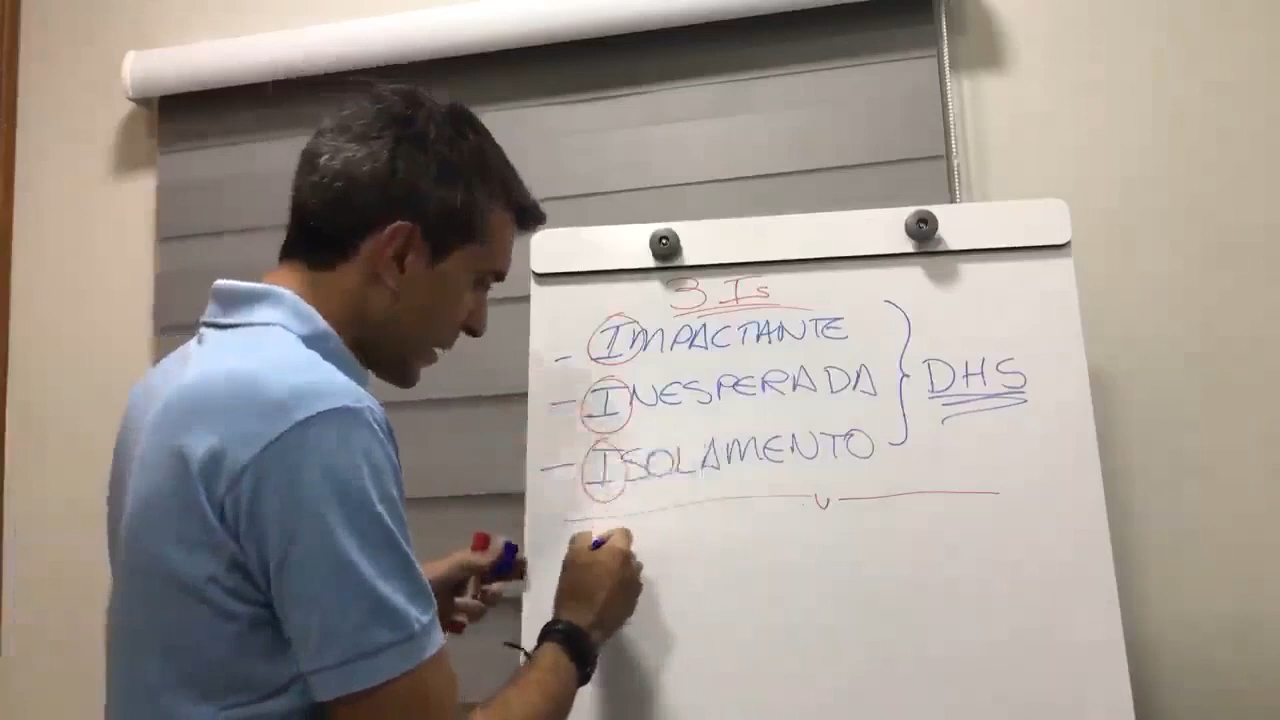 3 Is
- IMPACTANTE
- INESPERADA
- ISOLAMENTO
DHS